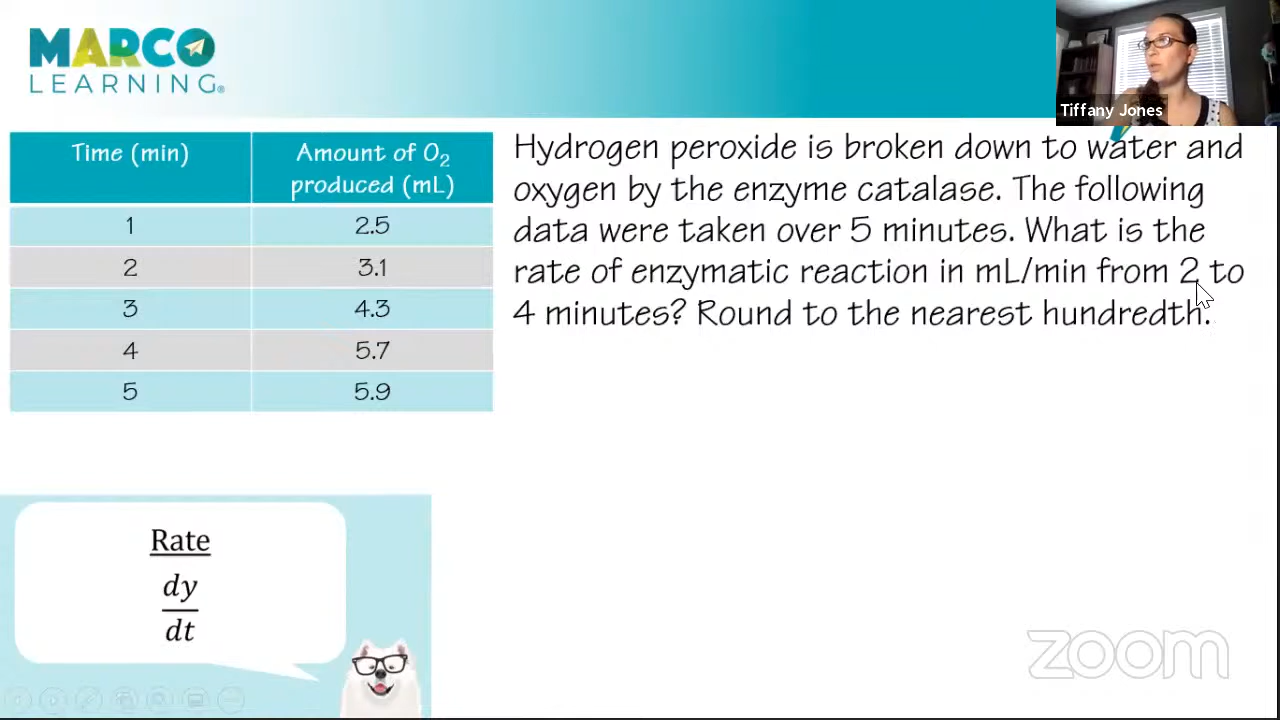 MARCO
LEARNING®
Tiffany Jones
Time (min) Amount of O₂ produced (mL)
1 2.5
2 3.1
3 4.3
4 5.7
5 5.9
Hydrogen peroxide is broken down to water and
oxygen by the enzyme catalase. The following
data were taken over 5 minutes. What is the
rate of enzymatic reaction in mL/min from 2 to
4 minutes? Round to the nearest hundredth.
Rate
dy
dt
zoom